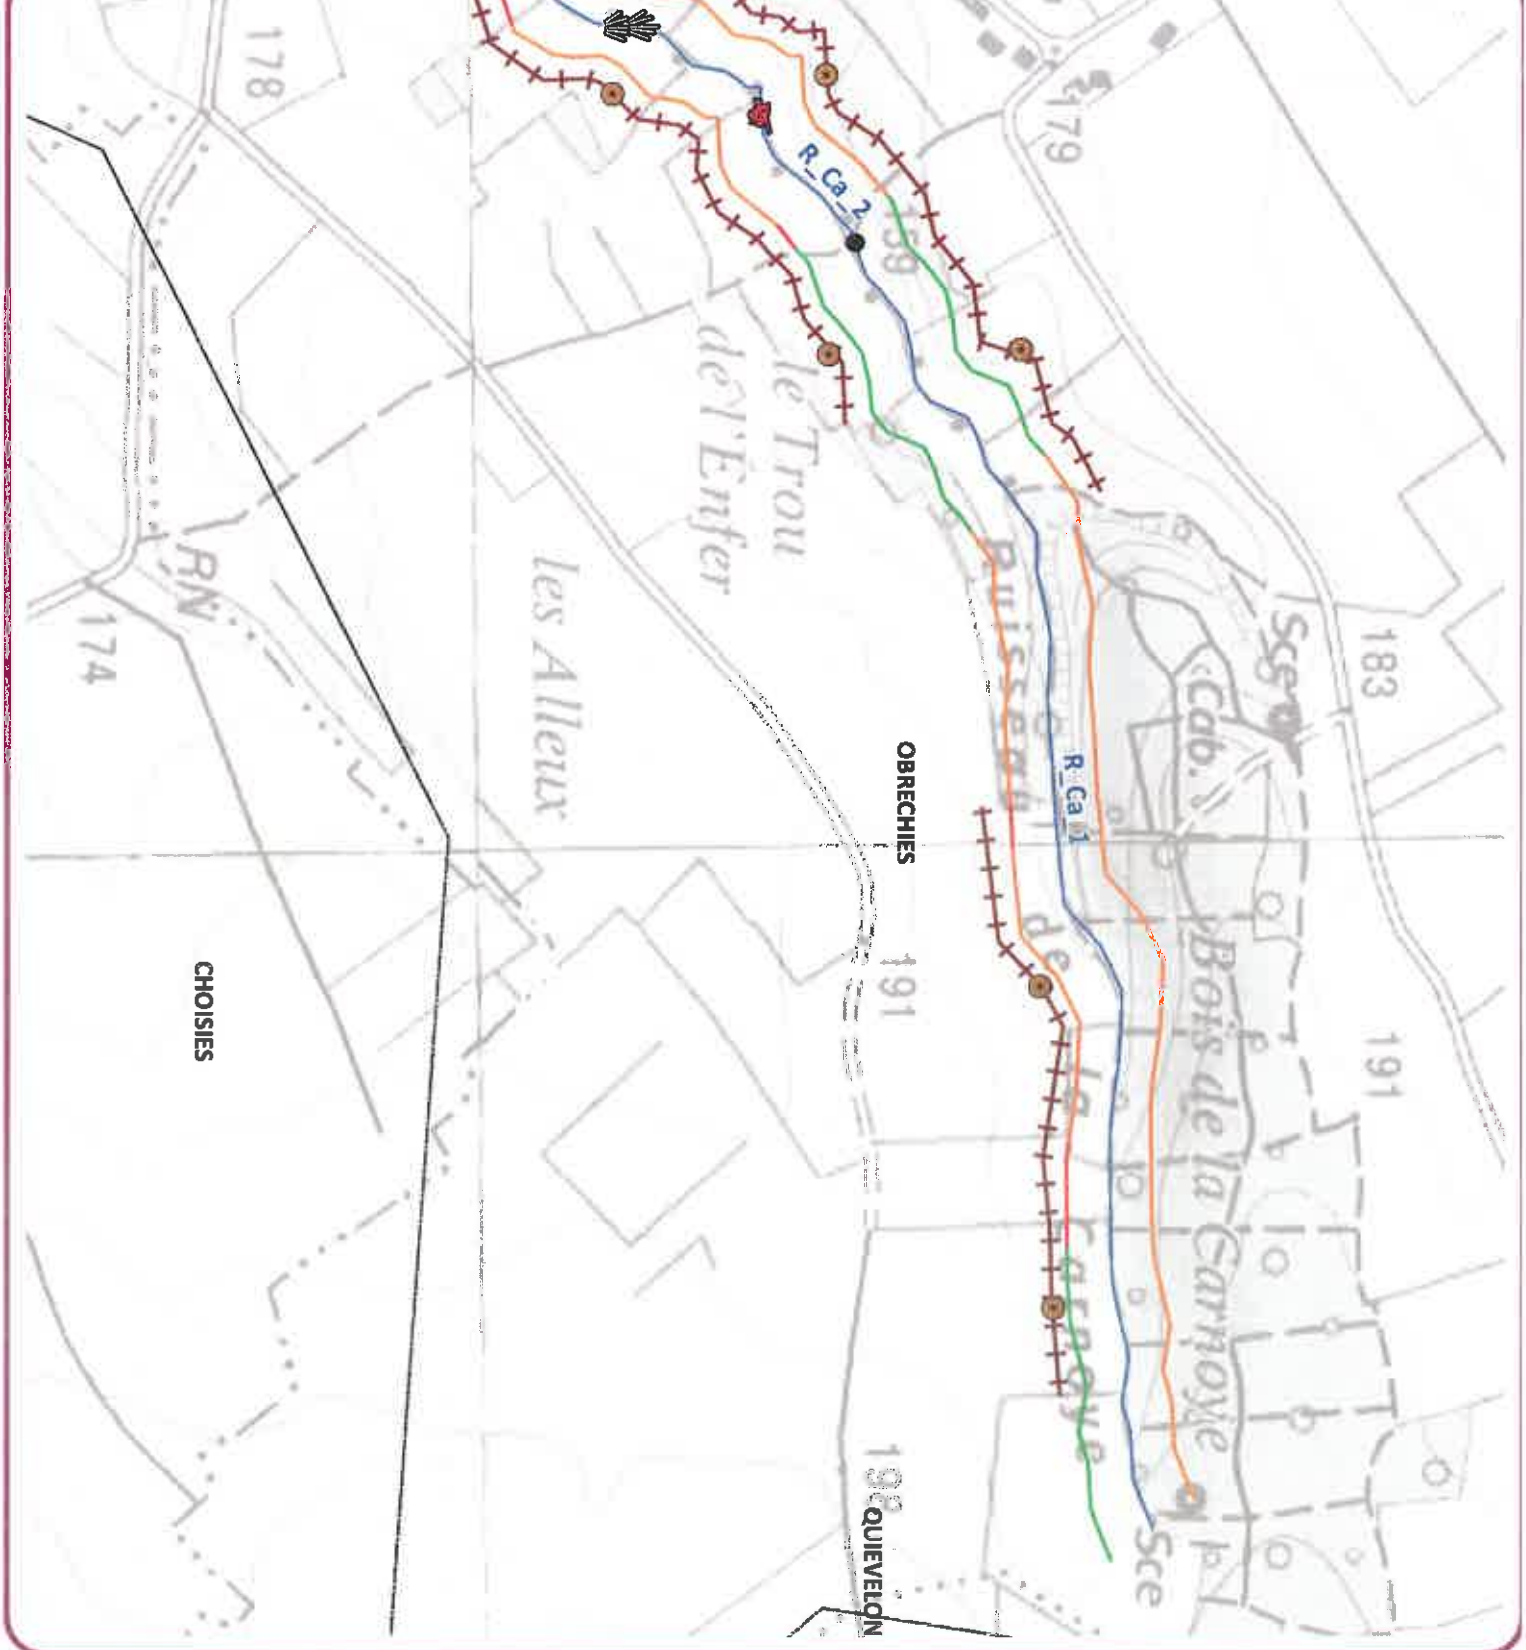 178
179
R_Ca_2
159
le Trou
de l'Enfer
RN
174
les Alleux
Ruisseau
de
la
Carnoye
Cab.
183
R_Ca_1
OBRECHIES
191
Bois de la Carnoye
191
CHOISIES
198
QUIEVELON
Sce